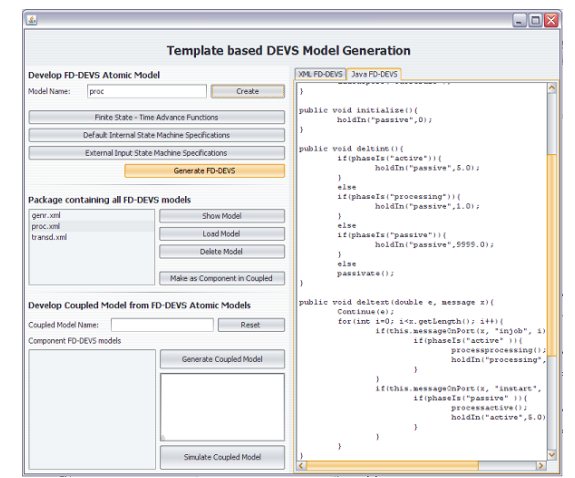 Template based DEVS Model Generation
Develop FD-DEVS Atomic Model
Model Name:
proc
Create
Finite State - Time Advance Functions
Default Internal State Machine Specifications
External Input State Machine Specifications
Generate FD-DEVS
Package containing all FD-DEVS models
genr.xml
proc.xml
transd.xml
Show Model
Load Model
Delete Model
Make as Component in Coupled
Develop Coupled Model from FD-DEVS Atomic Models
Coupled Model Name:
Reset
Component FD-DEVS models
Generate Coupled Model
Simulate Coupled Model
XML FD-DEVS
Java FD-DEVS
}
public void initialize(){
holdIn("passive",0);
}
public void deltint(){
if(phaseIs("active")){
holdIn("passive",5.0);
}
else
if(phaseIs("processing")){
holdIn("passive",1.0);
}
else
if(phaseIs("passive")){
holdIn("passive",9999.0);
}
else
passivate();
}
public void deltext(double e, message x){
Continue(e);
for(int i=0; i<x.getLength(); i++){
if(this.messageOnPort(x, "injob", i)
if(phaseIs("passive" )){
processprocessing();
holdIn("processing",
}
}
if(this.messageOnPort(x, "instart",
if(phaseIs("passive" )){
processactive();
holdIn("active",5.0)
}
}
}
}